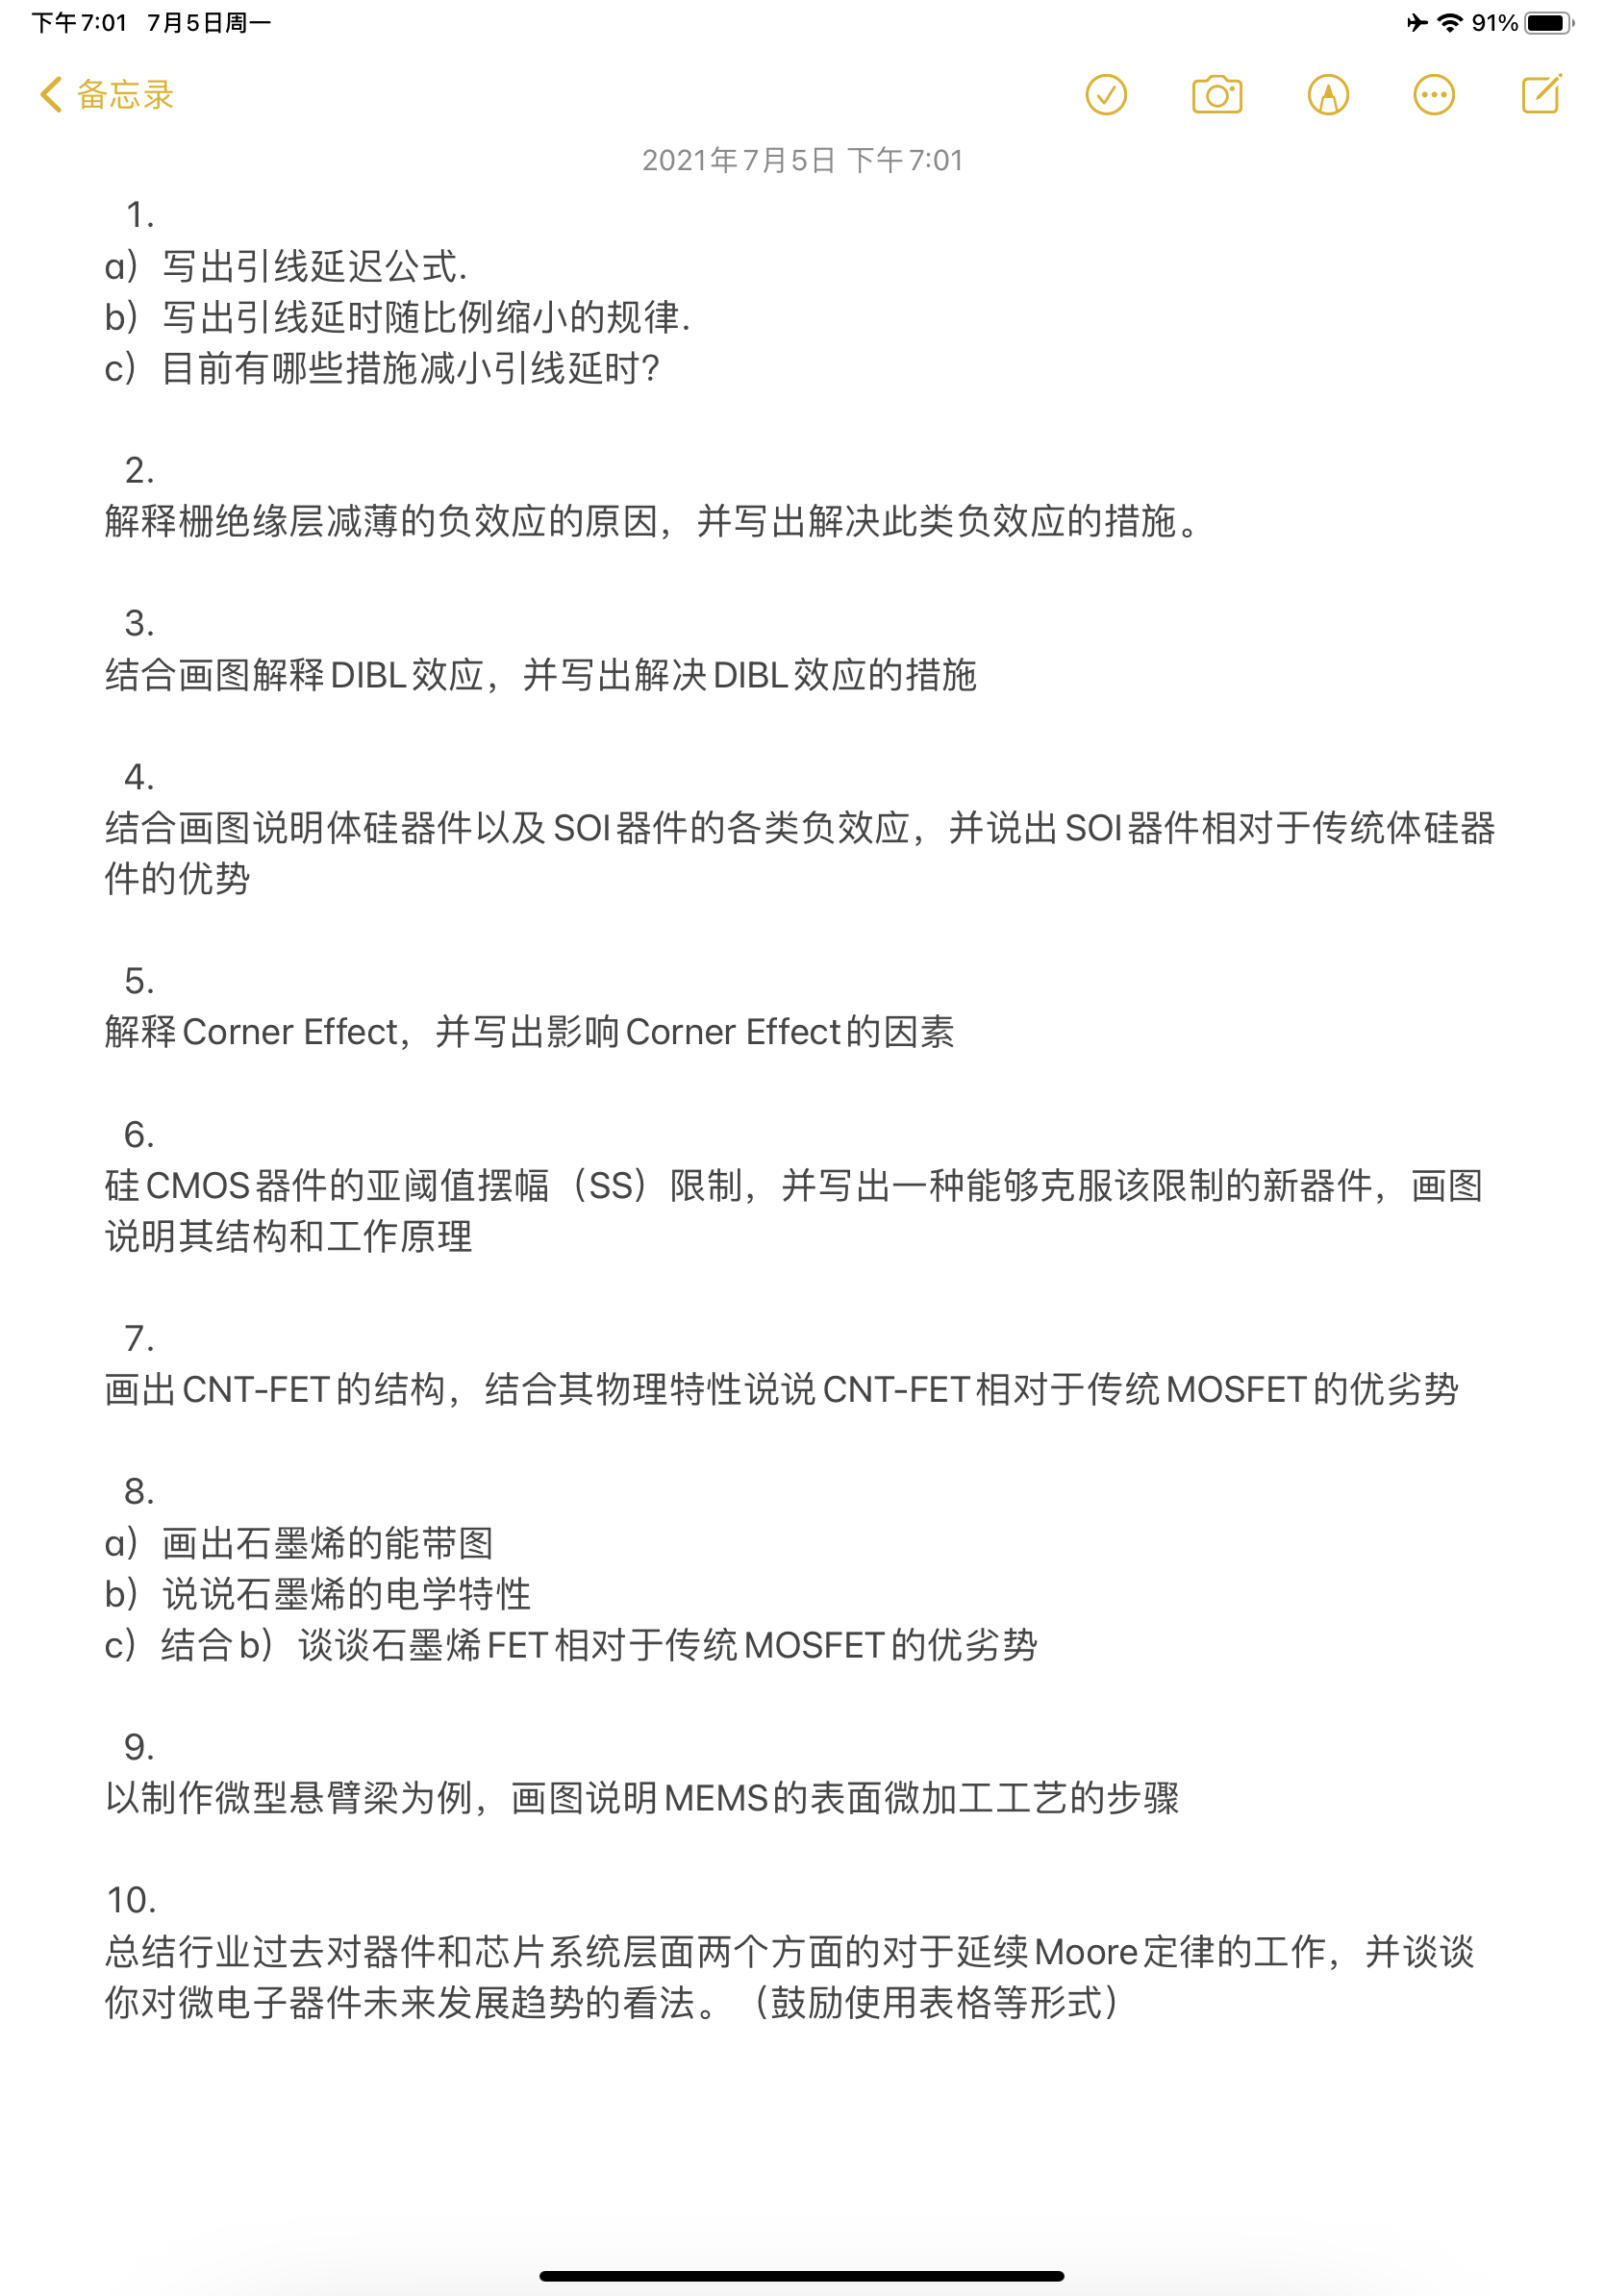 下午7:01 7月5日周一 91%
备忘录
2021年7月5日 下午7:01
1.
a）写出引线延迟公式.
b）写出引线延时随比例缩小的规律.
c）目前有哪些措施减小引线延时？
2.
解释栅绝缘层减薄的负效应的原因，并写出解决此类负效应的措施。
3.
结合画图解释DIBL效应，并写出解决DIBL效应的措施
4.
结合画图说明体硅器件以及SOI器件的各类负效应，并说出SOI器件相对于传统体硅器
件的优势
5.
解释Corner Effect，并写出影响Corner Effect的因素
6.
硅CMOS器件的亚阈值摆幅（SS）限制，并写出一种能够克服该限制的新器件，画图
说明其结构和工作原理
7.
画出CNT-FET的结构，结合其物理特性说说CNT-FET相对于传统MOSFET的优劣势
8.
a）画出石墨烯的能带图
b）说说石墨烯的电学特性
c）结合b）谈谈石墨烯FET相对于传统MOSFET的优劣势
9.
以制作微型悬臂梁为例，画图说明MEMS的表面微加工工艺的步骤
10.
总结行业过去对器件和芯片系统层面两个方面的对于延续Moore定律的工作，并谈谈
你对微电子器件未来发展趋势的看法。（鼓励使用表格等形式）